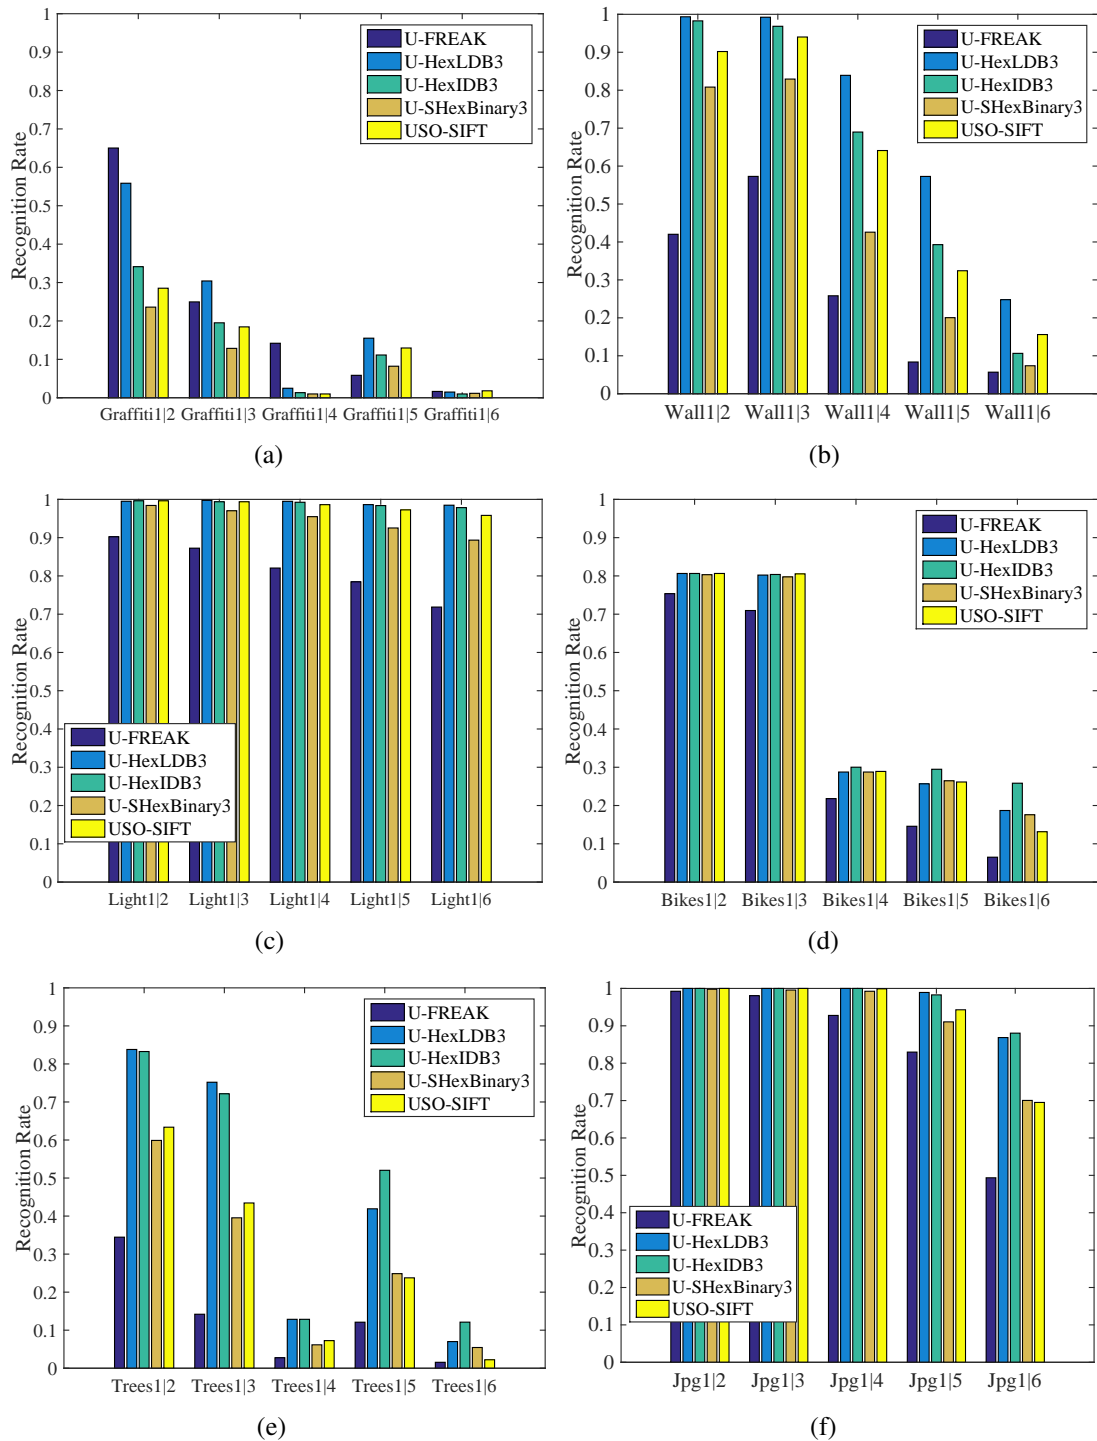 1
0.9
0.8
0.7
0.6
0.5
0.4
0.3
0.2
0.1
0
Recognition Rate
U-FREAK
U-HexLDB3
U-HexIDB3
U-SHexBinary3
USO-SIFT
Graffiti1|2 Graffiti1|3 Graffiti1|4 Graffiti1|5 Graffiti1|6
(a)
1
0.9
0.8
0.7
0.6
0.5
0.4
0.3
0.2
0.1
0
Recognition Rate
U-FREAK
U-HexLDB3
U-HexIDB3
U-SHexBinary3
USO-SIFT
Wall1|2 Wall1|3 Wall1|4 Wall1|5 Wall1|6
(b)
1
0.9
0.8
0.7
0.6
0.5
0.4
0.3
0.2
0.1
0
Recognition Rate
U-FREAK
U-HexLDB3
U-HexIDB3
U-SHexBinary3
USO-SIFT
Light1|2 Light1|3 Light1|4 Light1|5 Light1|6
(c)
1
0.9
0.8
0.7
0.6
0.5
0.4
0.3
0.2
0.1
0
Recognition Rate
U-FREAK
U-HexLDB3
U-HexIDB3
U-SHexBinary3
USO-SIFT
Bikes1|2 Bikes1|3 Bikes1|4 Bikes1|5 Bikes1|6
(d)
1
0.9
0.8
0.7
0.6
0.5
0.4
0.3
0.2
0.1
0
Recognition Rate
U-FREAK
U-HexLDB3
U-HexIDB3
U-SHexBinary3
USO-SIFT
Trees1|2 Trees1|3 Trees1|4 Trees1|5 Trees1|6
(e)
1
0.9
0.8
0.7
0.6
0.5
0.4
0.3
0.2
0.1
0
Recognition Rate
U-FREAK
U-HexLDB3
U-HexIDB3
U-SHexBinary3
USO-SIFT
Jpg1|2 Jpg1|3 Jpg1|4 Jpg1|5 Jpg1|6
(f)